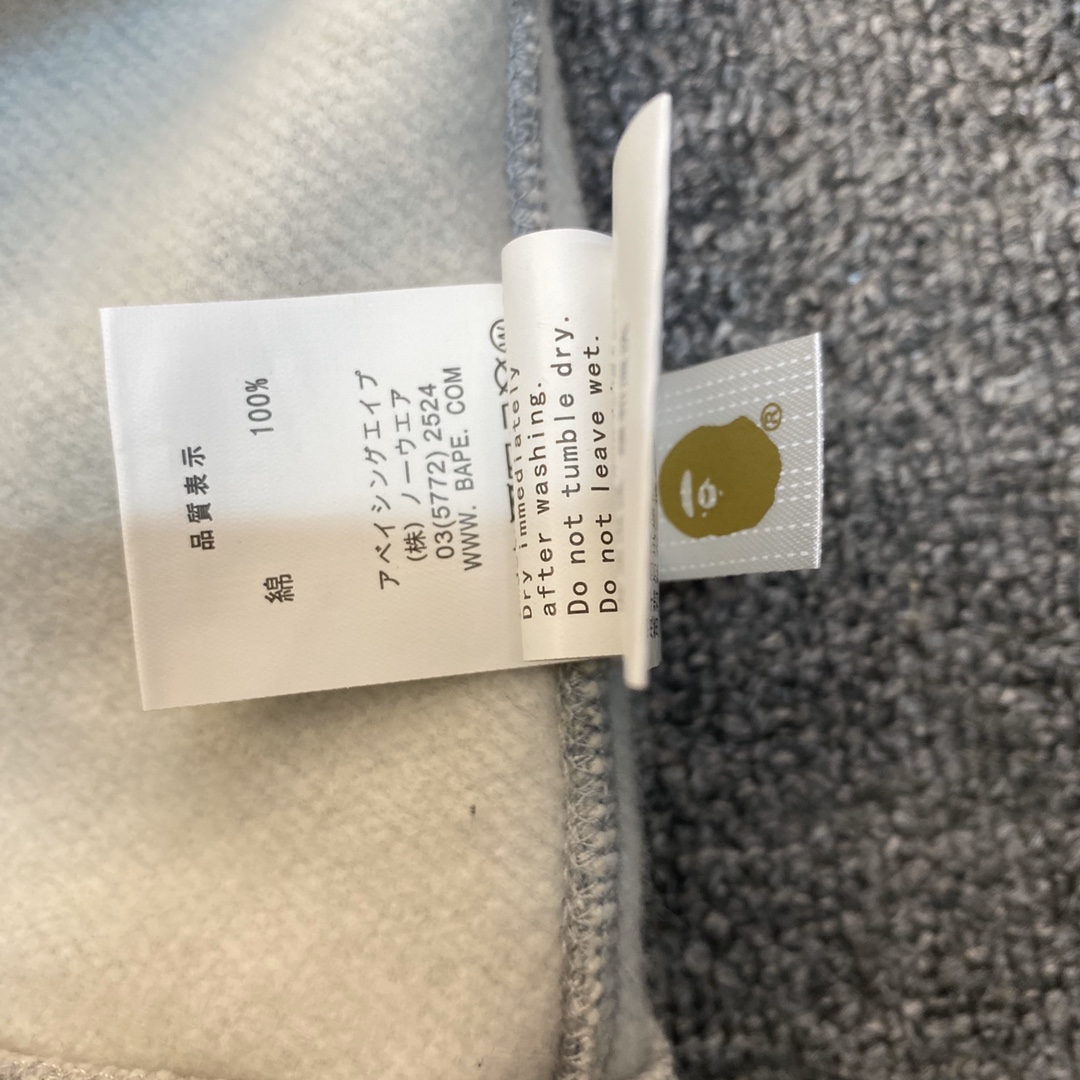 品質表示
綿 100%
アベイシングエイプ
(株) ノーウエア
03(5772) 2524
WWW. BAPE. COM
Dry immediately
after washing.
Do not tumble dry.
Do not leave wet.
®